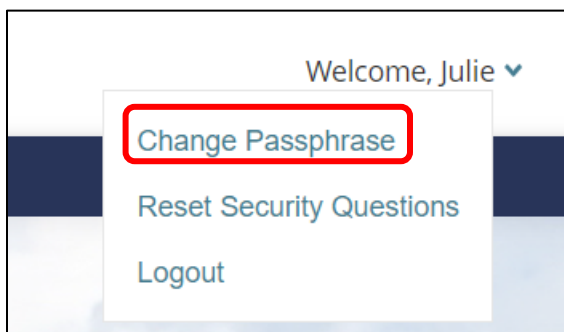 Welcome, Julie
Change Passphrase
Reset Security Questions
Logout